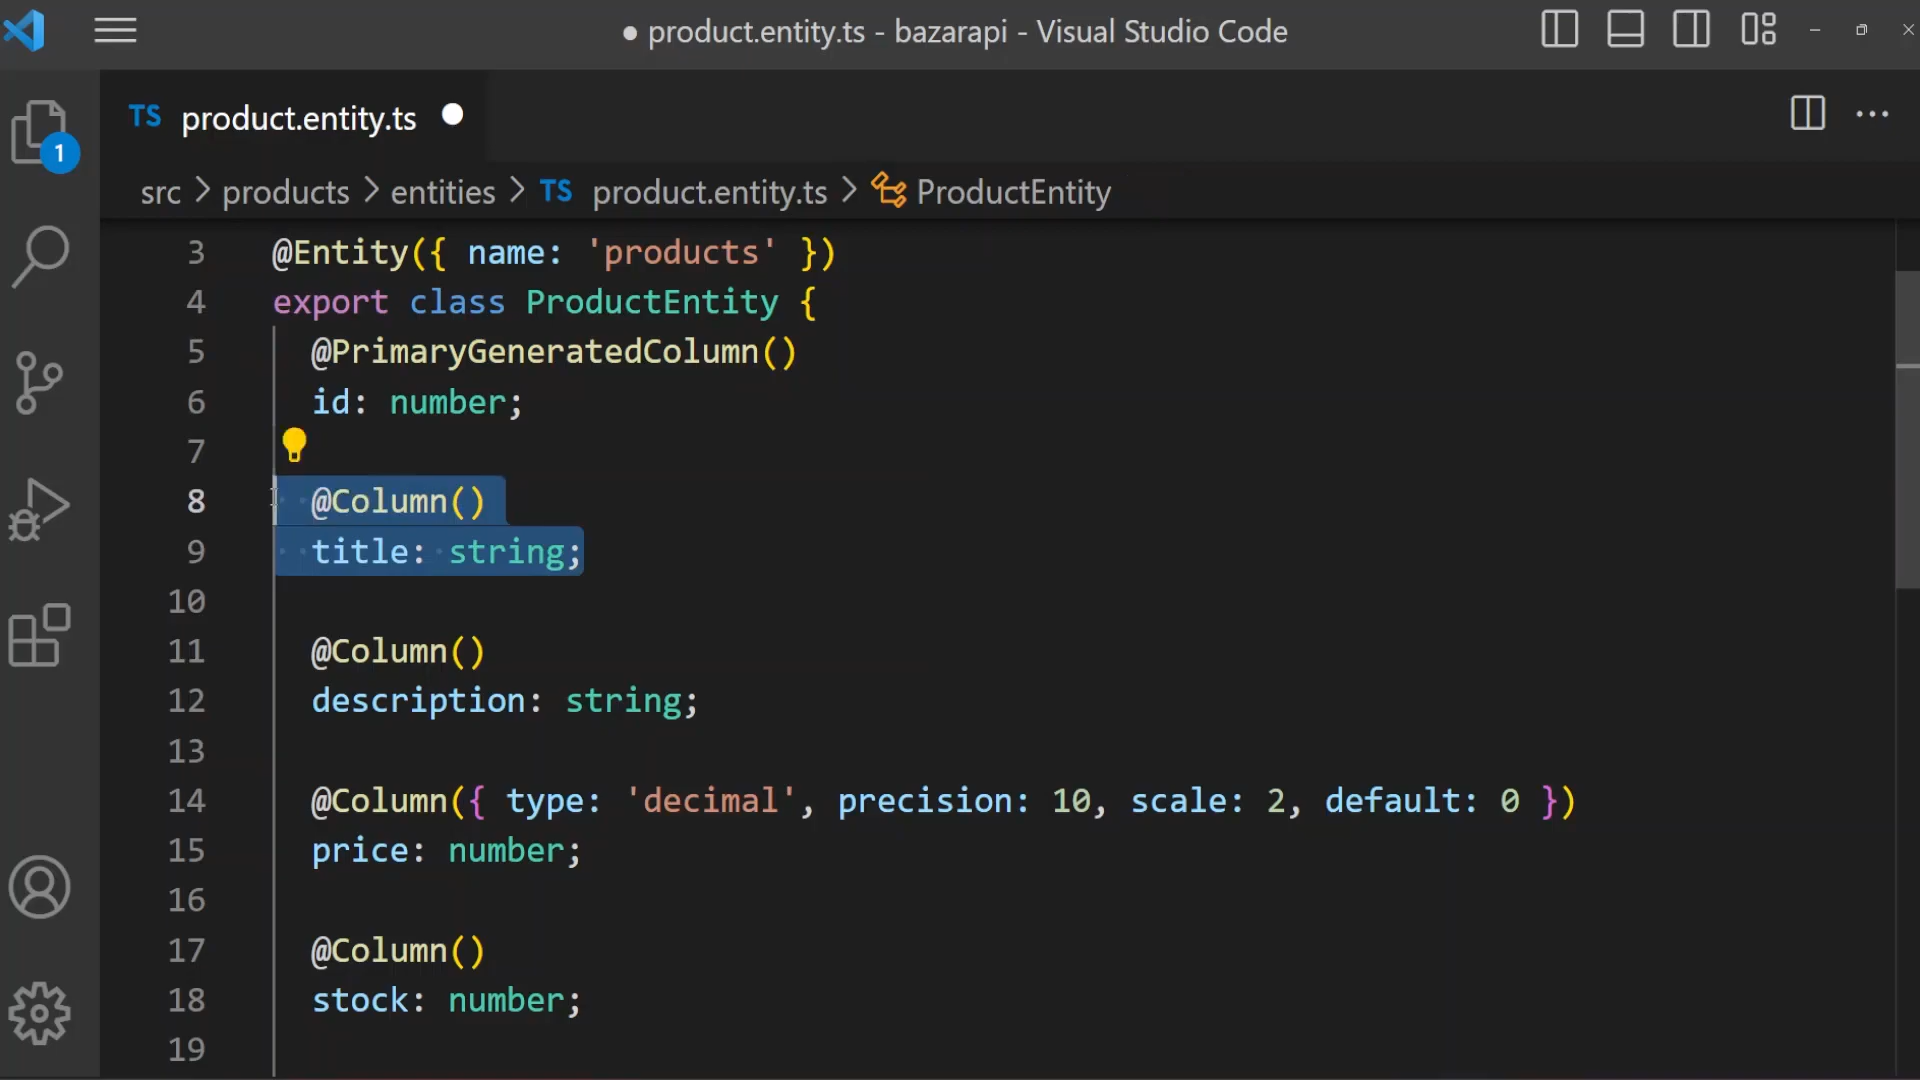 ● product.entity.ts - bazarapi - Visual Studio Code
TS product.entity.ts ●
1
src > products > entities > TS product.entity.ts > ProductEntity
3 @Entity({ name: 'products' })
4 export class ProductEntity {
5 @PrimaryGeneratedColumn()
6 id: number;
7
8 @Column()
9 title: string;
10
11 @Column()
12 description: string;
13
14 @Column({ type: 'decimal', precision: 10, scale: 2, default: 0 })
15 price: number;
16
17 @Column()
18 stock: number;
19